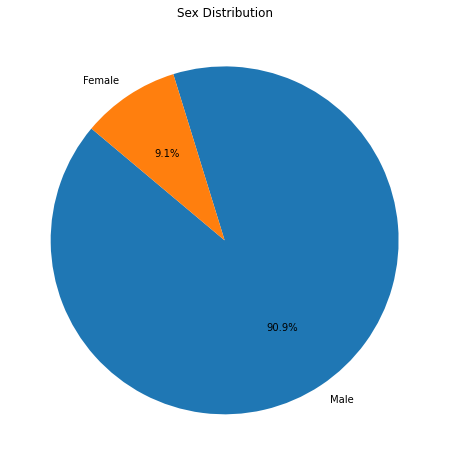 Sex Distribution
Female
9.1%
90.9%
Male